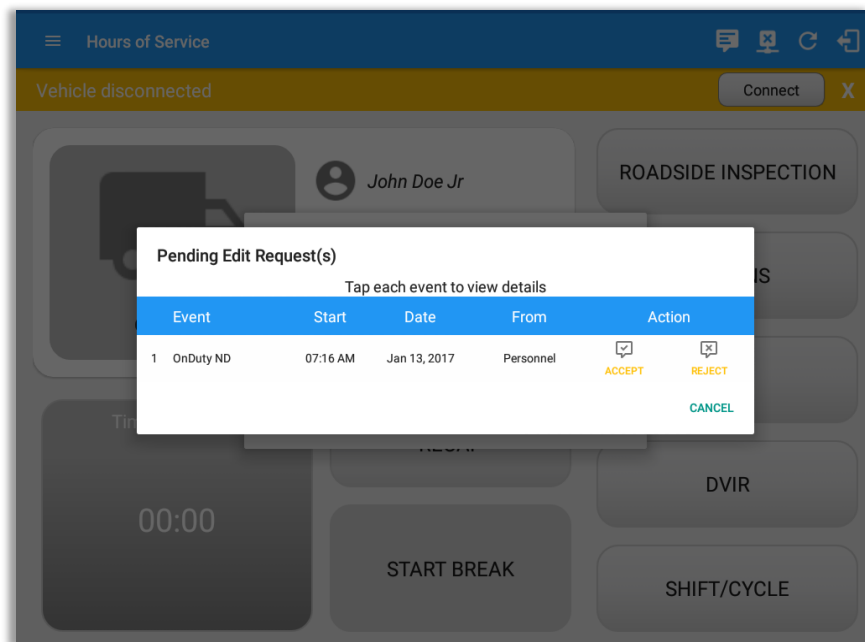 Hours of Service
Vehicle disconnected
Connect
X
John Doe Jr
ROADSIDE INSPECTION
Pending Edit Request(s)
Tap each event to view details
Event Start Date From Action
1 OnDuty ND 07:16 AM Jan 13, 2017 Personnel
ACCEPT REJECT
CANCEL
DVIR
00:00
START BREAK
SHIFT/CYCLE